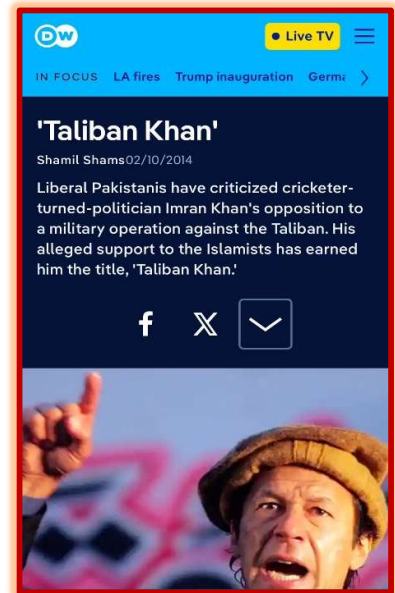 DW
Live TV
IN FOCUS LA fires Trump inauguration Germa
'Taliban Khan'
Shamil Shams02/10/2014
Liberal Pakistanis have criticized cricketer-
turned-politician Imran Khan's opposition to
a military operation against the Taliban. His
alleged support to the Islamists has earned
him the title, 'Taliban Khan.'